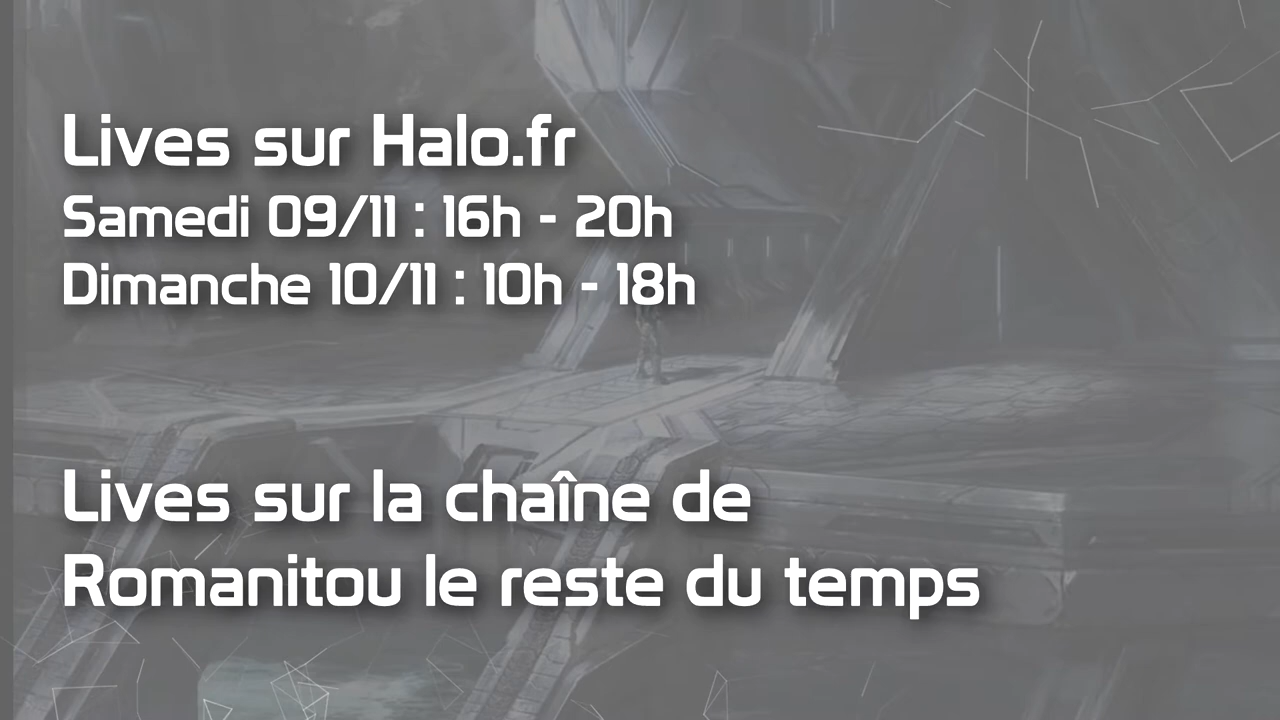 Lives sur Halo.fr
Samedi 09/11 : 16h - 20h
Dimanche 10/11 : 10h - 18h
Lives sur la chaîne de
Romanitou le reste du temps